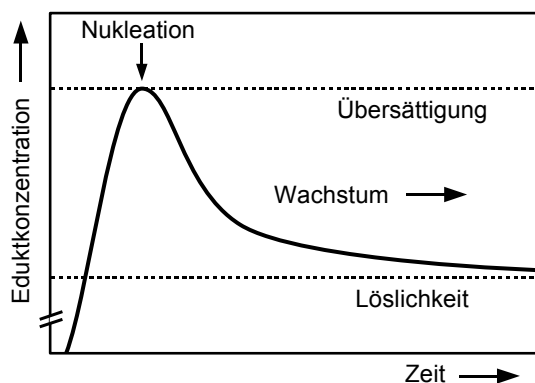 Nukleation
Übersättigung
Wachstum
Löslichkeit
Eduktkonzentration
Zeit